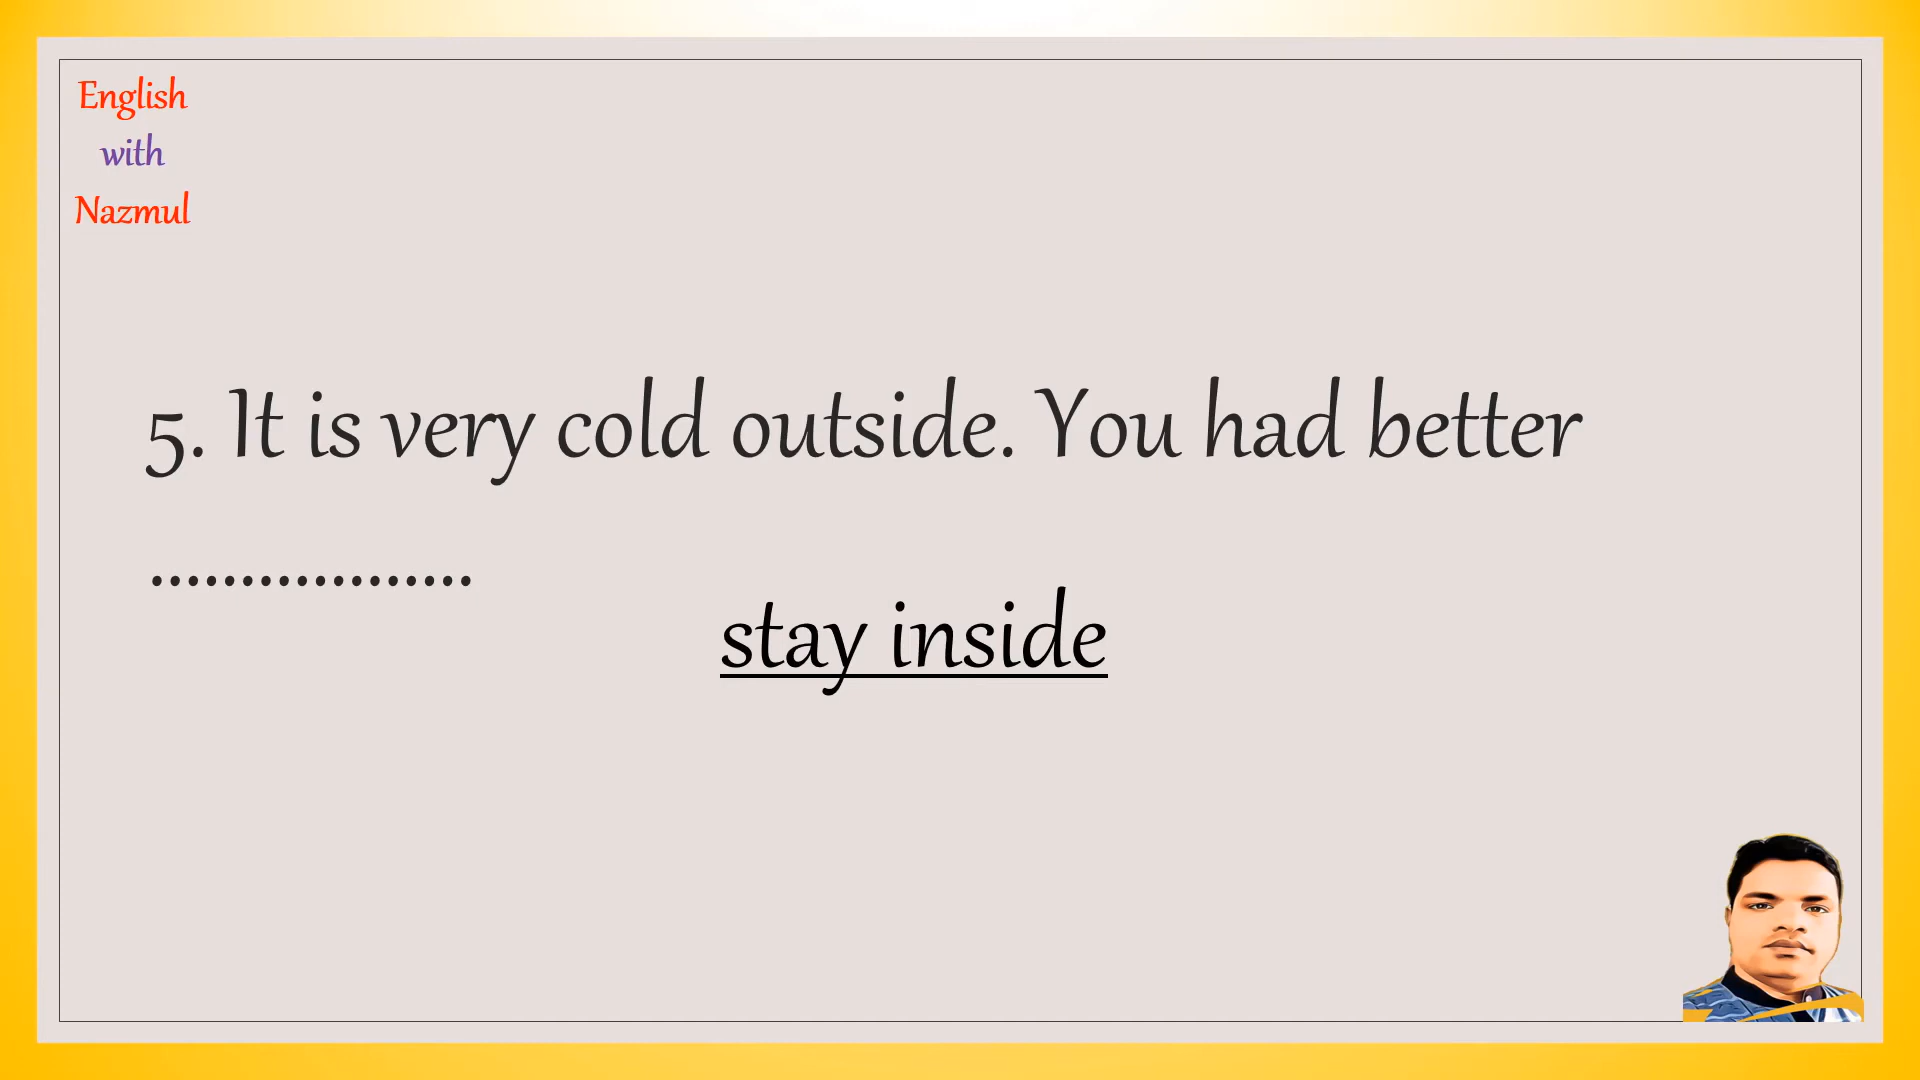 English
with
Nazmul
5. It is very cold outside. You had better
..................
stay inside